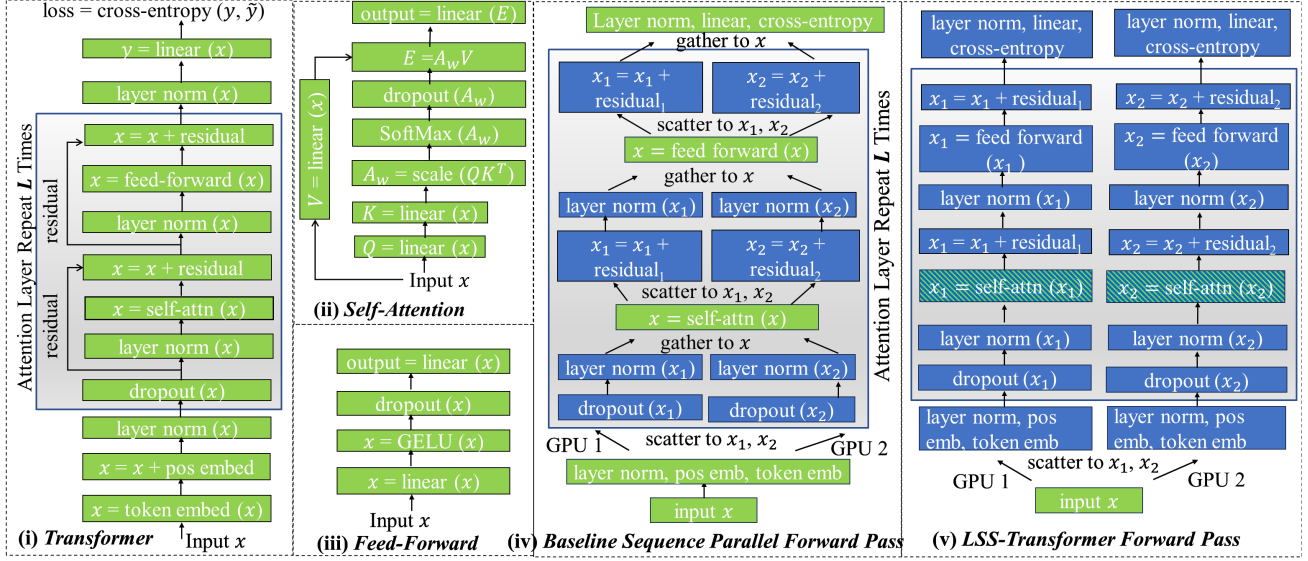 loss = cross-entropy (y, ỹ)
y = linear (x)
layer norm (x)
x = x + residual
x = feed-forward (x)
layer norm (x)
residual
x = x + residual
x = self-attn (x)
layer norm (x)
residual
dropout (x)
Attention Layer Repeat L Times
layer norm (x)
x = x + pos embed
x = token embed (x)
Input x
(i) Transformer
output = linear (E)
E = A_w V
dropout (A_w)
SoftMax (A_w)
A_w = scale (QK^T)
K = linear (x)
Q = linear (x)
V = linear (x)
Input x
(ii) Self-Attention
output = linear (x)
dropout (x)
x = GELU (x)
x = linear (x)
Input x
(iii) Feed-Forward
Layer norm, linear, cross-entropy
gather to x
x₁ = x₁ +
residual₁
x₂ = x₂ +
residual₂
scatter to x₁, x₂
x = feed forward (x)
gather to x
layer norm (x₁)
layer norm (x₂)
x₁ = x₁ +
residual₁
x₂ = x₂ +
residual₂
scatter to x₁, x₂
x = self-attn (x)
gather to x
layer norm (x₁)
layer norm (x₂)
dropout (x₁)
dropout (x₂)
GPU 1
scatter to x₁, x₂
GPU 2
layer norm, pos emb, token emb
input x
(iv) Baseline Sequence Parallel Forward Pass
Attention Layer Repeat L Times
layer norm, linear,
cross-entropy
layer norm, linear,
cross-entropy
x₁ = x₁ + residual₁
x₂ = x₂ + residual₂
x₁ = feed forward
(x₁ )
x₂ = feed forward
(x₂)
layer norm (x₁)
layer norm (x₂)
x₁ = x₁ + residual₁
x₂ = x₂ + residual₂
x₁ = self-attn (x₁)
x₂ = self-attn (x₂)
layer norm (x₁)
layer norm (x₂)
dropout (x₁)
dropout (x₂)
layer norm, pos
emb, token emb
layer norm, pos
emb, token emb
GPU 1
scatter to x₁, x₂
GPU 2
input x
(v) LSS-Transformer Forward Pass